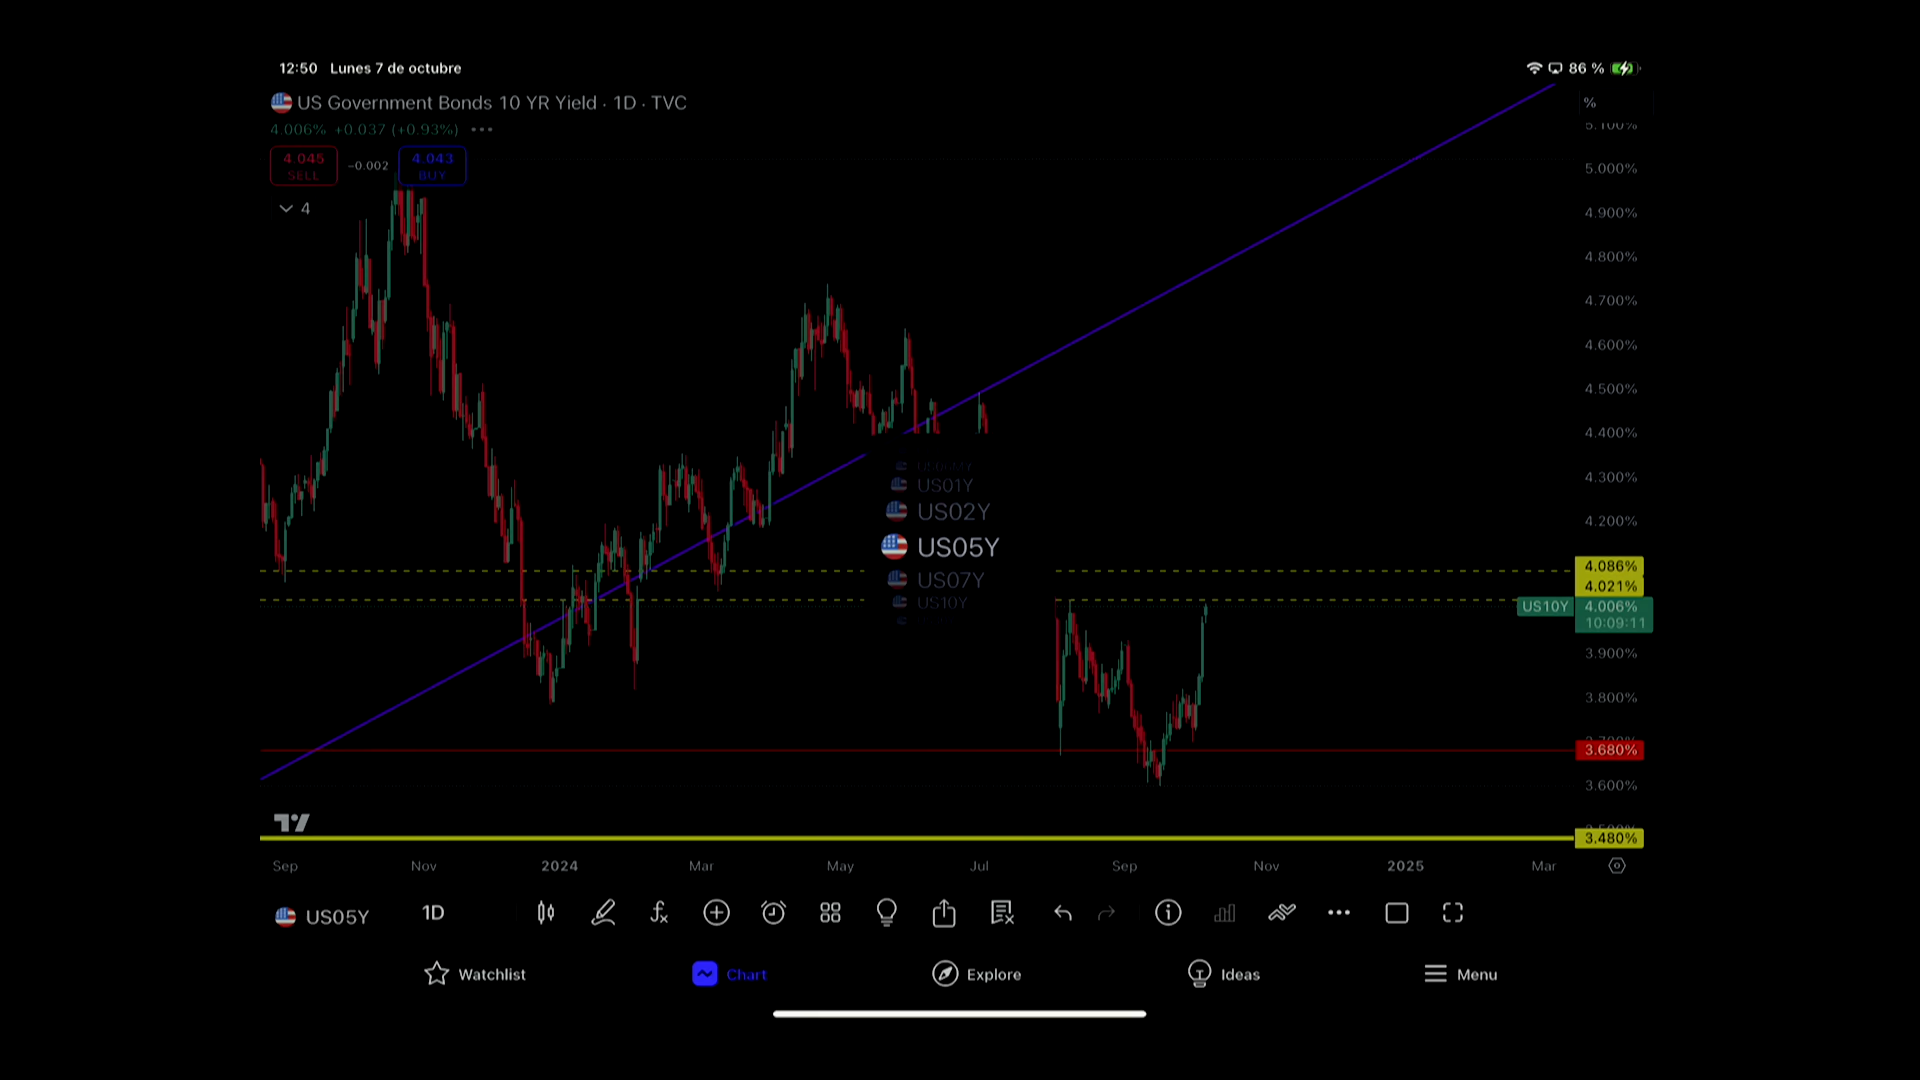 12:50 Lunes 7 de octubre
86 %
US Government Bonds 10 YR Yield · 1D · TVC
%
4.006% +0.037 (+0.93%) •••
5.100%
4.045
SELL
−0.002
4.043
BUY
4
5.000%
4.900%
4.800%
4.700%
4.600%
4.500%
4.400%
4.300%
4.200%
US01Y
US02Y
US05Y
US07Y
US10Y
4.086%
4.021%
US10Y 4.006%
10:09:11
3.900%
3.800%
3.680%
3.600%
3.480%
Sep Nov 2024 Mar May Jul Sep Nov 2025 Mar
US05Y 1D
Watchlist Chart Explore Ideas Menu